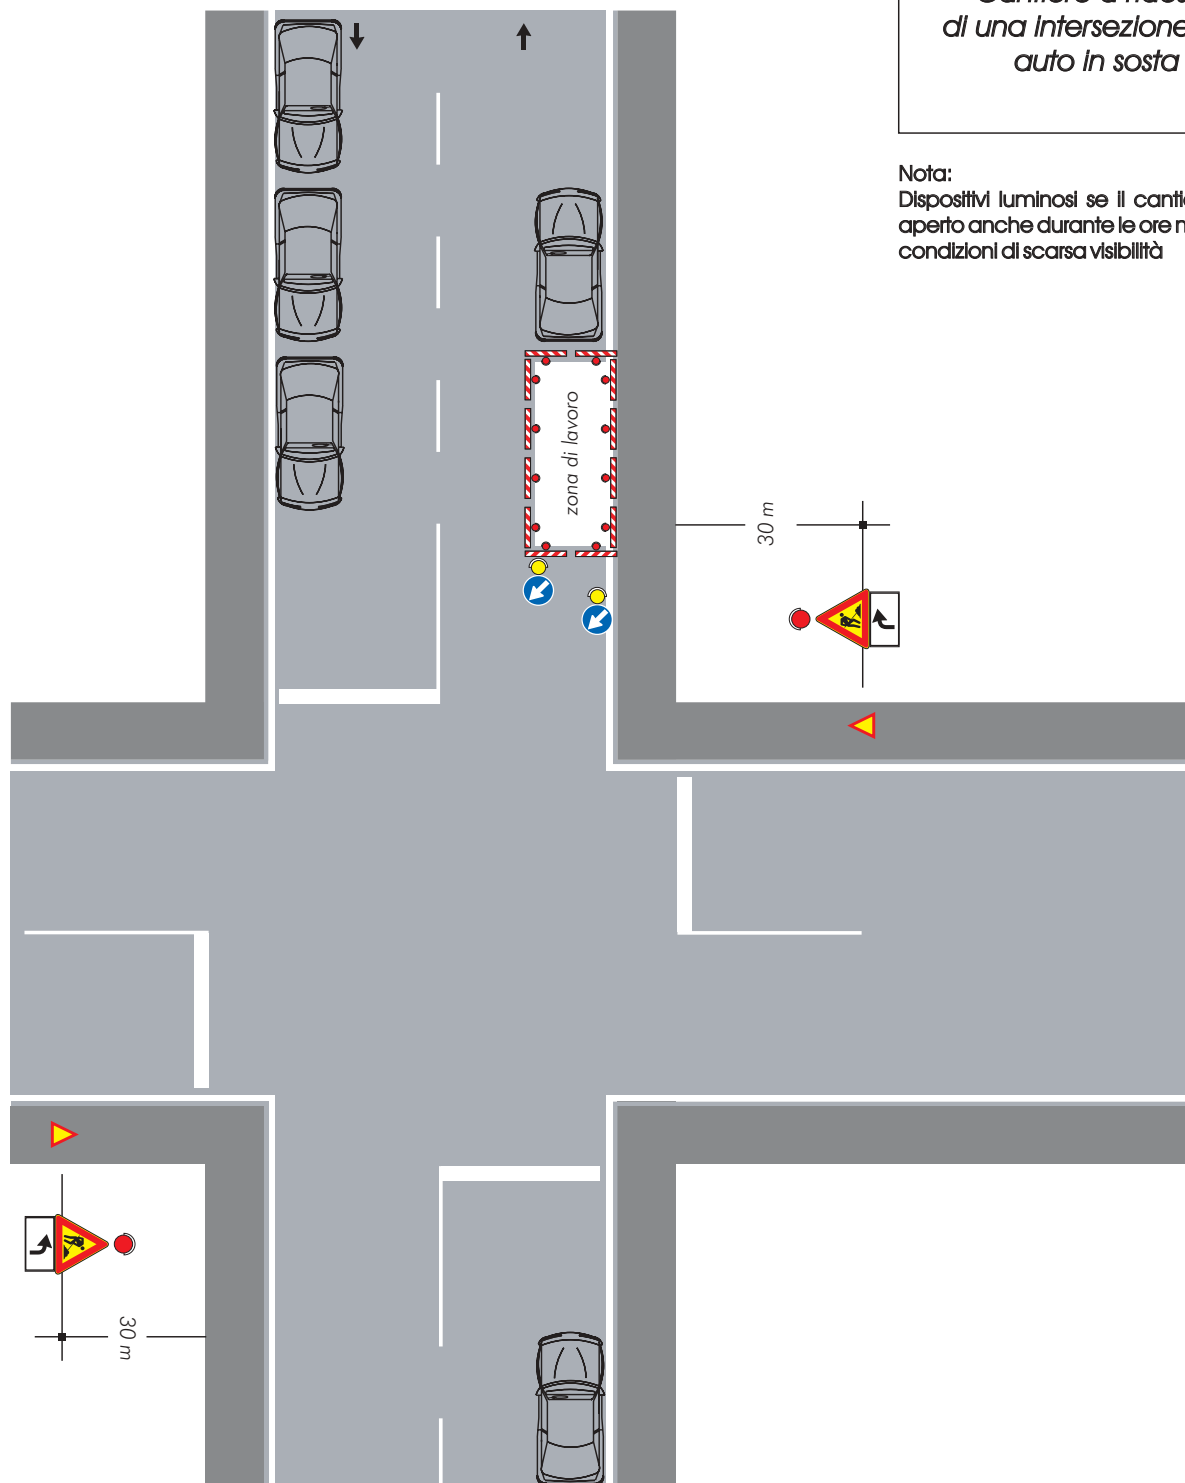 di una intersezione
auto in sosta
Nota:
Dispositivi luminosi se il
aperto anche durante le ore
condizioni di scarsa visibilità
zona di lavoro
30 m
30 m